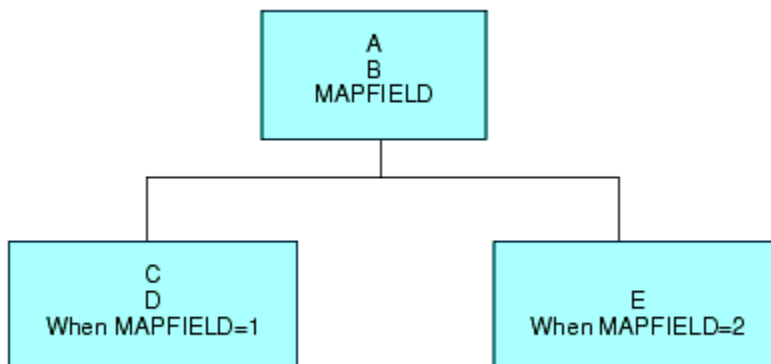 A
B
MAPFIELD
C
D
When MAPFIELD=1
E
When MAPFIELD=2